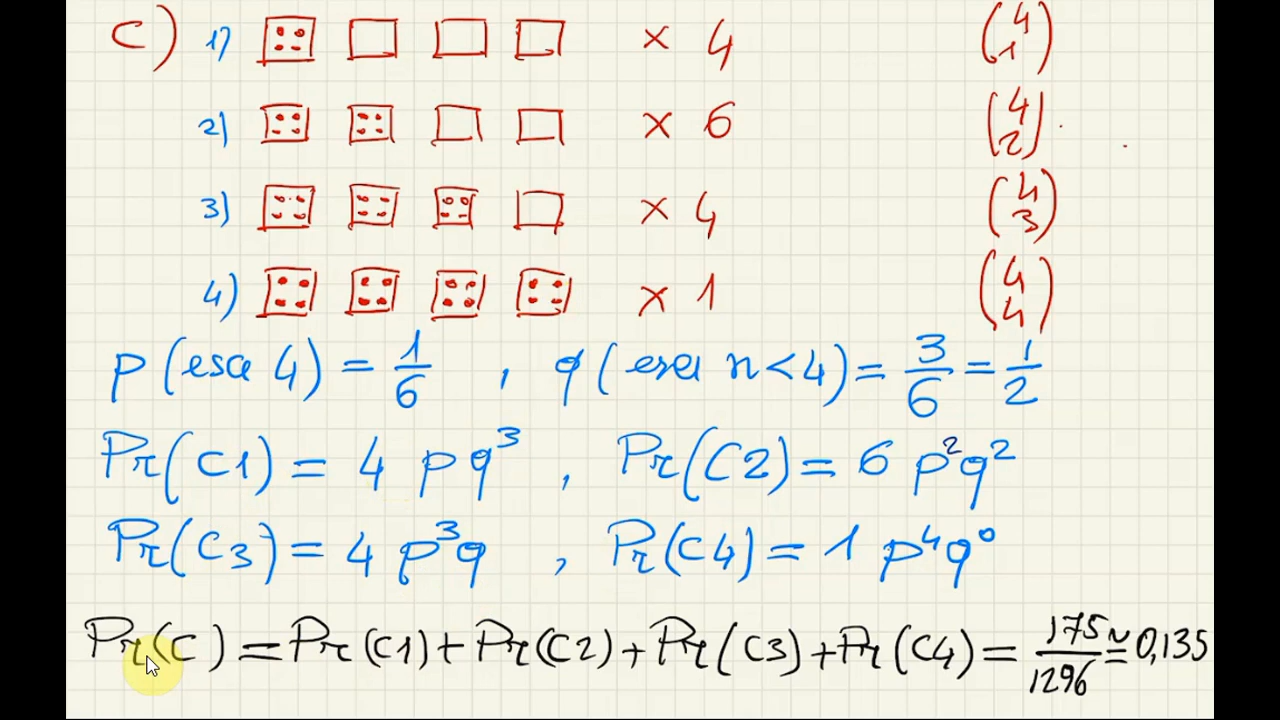 C) 1) × 4 (4 1)
2) × 6 (4 2)
3) × 4 (4 3)
4) × 1 (4 4)
p (esce 4) = 1/6 , q (esce n < 4) = 3/6 = 1/2
Pr(C1) = 4 p q³ , Pr(C2) = 6 p² q²
Pr(C3) = 4 p³ q , Pr(C4) = 1 p⁴ q⁰
Pr(C) = Pr(C1) + Pr(C2) + Pr(C3) + Pr(C4) = 175/1296 ≅ 0,135